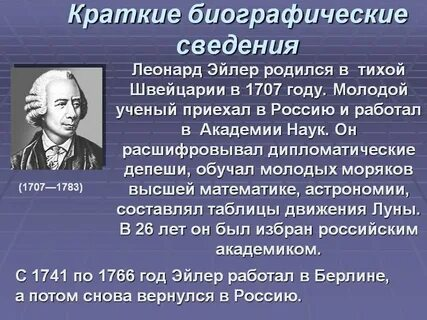 Краткие биографические
сведения
Леонард Эйлер родился в тихой
Швейцарии в 1707 году. Молодой
ученый приехал в Россию и работал
в Академии Наук. Он
расшифровывал дипломатические
депеши, обучал молодых моряков
высшей математике, астрономии,
составлял таблицы движения Луны.
В 26 лет он был избран российским
академиком.
(1707—1783)
С 1741 по 1766 год Эйлер работал в Берлине,
а потом снова вернулся в Россию.